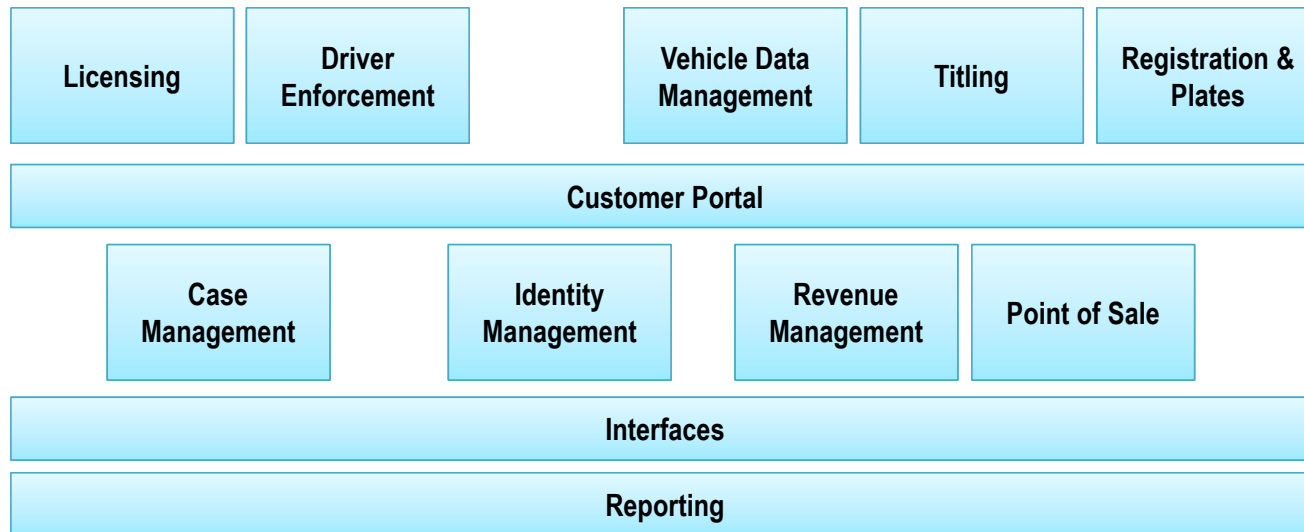 Licensing
Driver
Enforcement
Vehicle Data
Management
Titling
Registration &
Plates
Customer Portal
Case
Management
Identity
Management
Revenue
Management
Point of Sale
Interfaces
Reporting